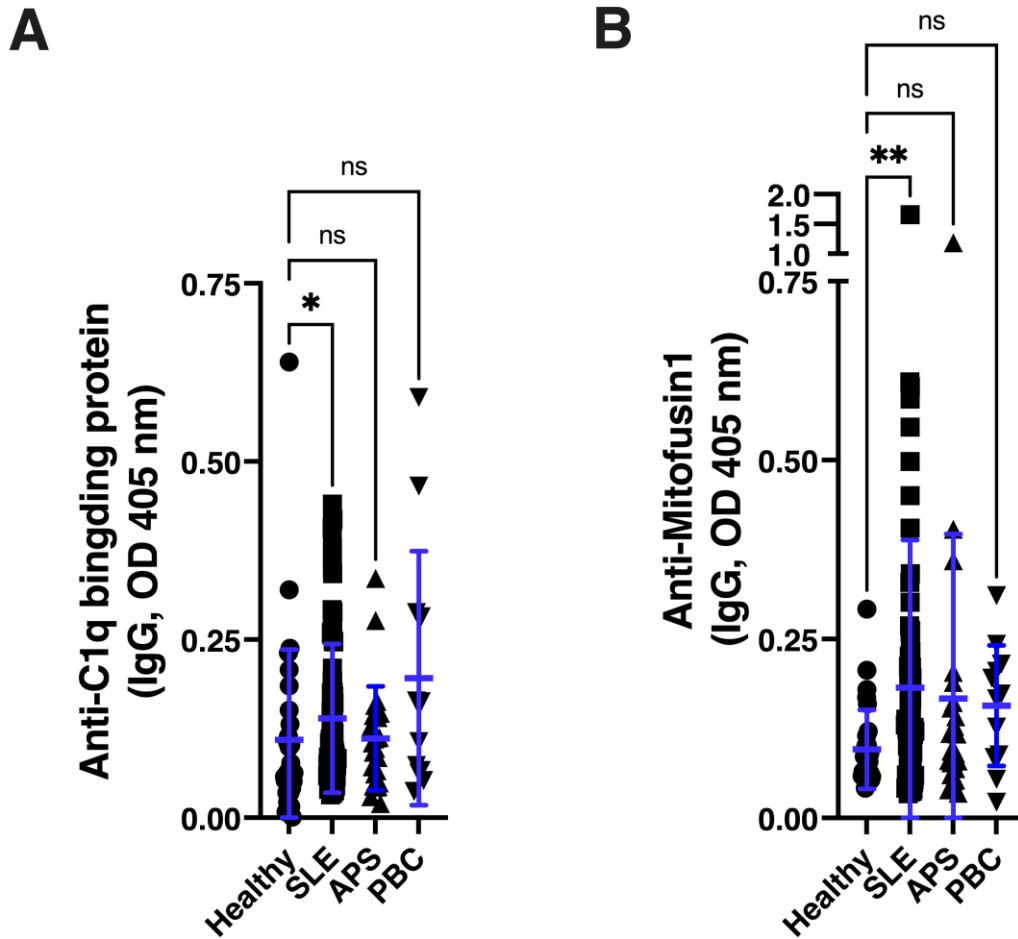 A
ns
ns
*
0.75
0.50
0.25
0.00
Anti-C1q bingding protein
(IgG, OD 405 nm)
Healthy
SLE
APS
PBC
B
ns
ns
**
2.0
1.5
1.0
0.75
0.50
0.25
0.00
Anti-Mitofusin1
(IgG, OD 405 nm)
Healthy
SLE
APS
PBC